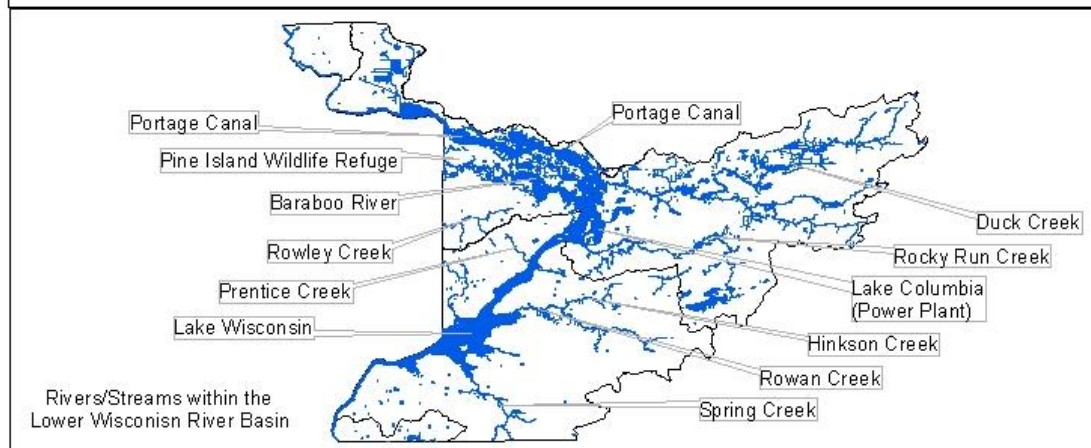 Portage Canal
Portage Canal
Pine Island Wildlife Refuge
Baraboo River
Duck Creek
Rowley Creek
Rocky Run Creek
Prentice Creek
Lake Columbia
(Power Plant)
Lake Wisconsin
Hinkson Creek
Rowan Creek
Rivers/Streams within the
Lower Wisconisn River Basin
Spring Creek